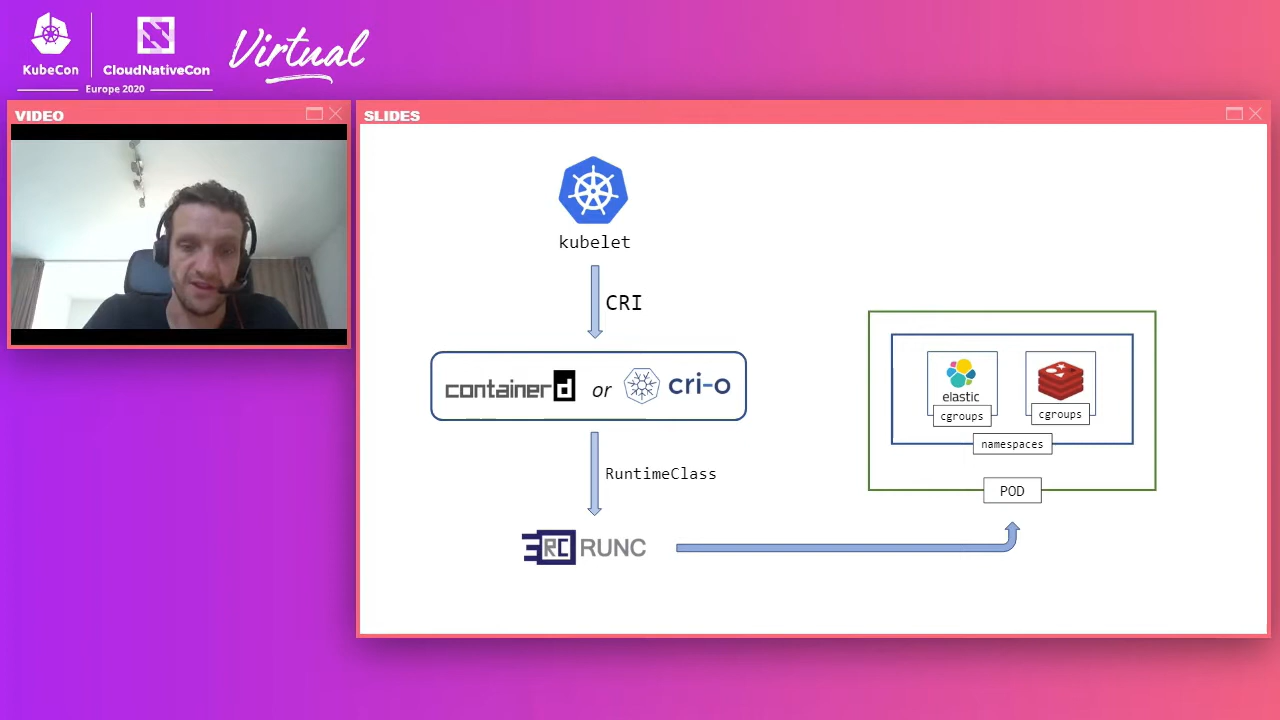 KubeCon
CloudNativeCon
Europe 2020
Virtual
VIDEO
SLIDES
kubelet
CRI
containerd or cri-o
RuntimeClass
RC RUNC
elastic
cgroups
cgroups
namespaces
POD